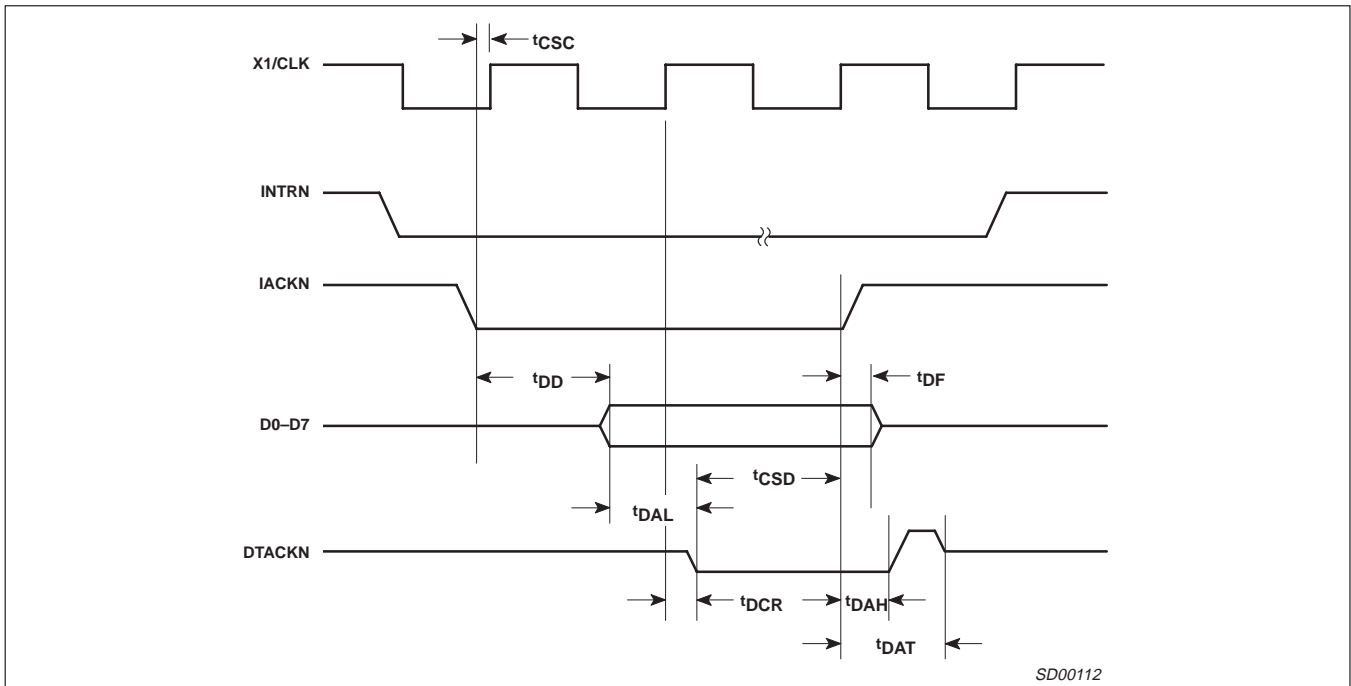 tCSC
X1/CLK
INTRN
IACKN
tDD
tDF
D0–D7
tCSD
tDAL
DTACKN
tDCR
tDAH
tDAT
SD00112